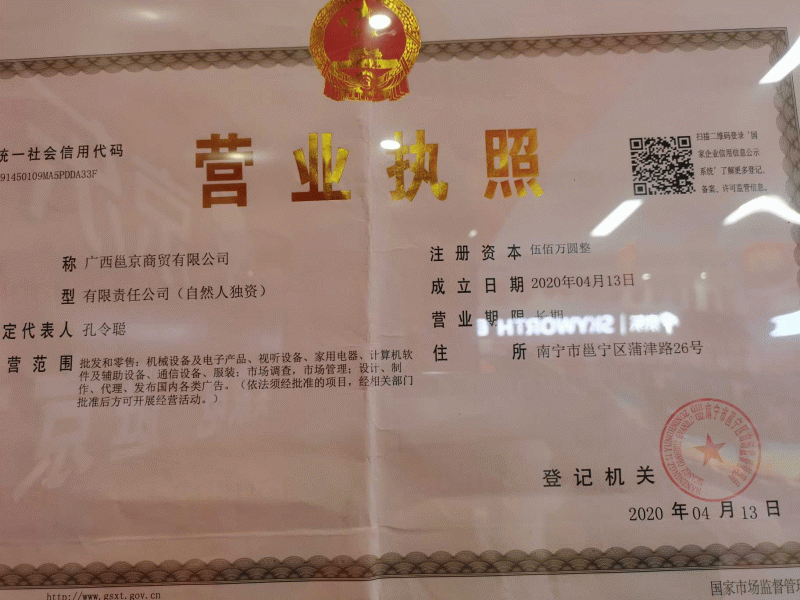 营业执照
统一社会信用代码
91450109MA5PDDA33F
扫描二维码登录‘国
家企业信用信息公示
系统’了解更多登记、
备案、许可监管信息。
称 广西邕京商贸有限公司
型 有限责任公司（自然人独资）
定代表人 孔令聪
营范围 批发和零售：机械设备及电子产品、视听设备、家用电器、计算机软
件及辅助设备、通信设备、服装；市场调查，市场管理；设计、制
作、代理、发布国内各类广告。（依法须经批准的项目，经相关部门
批准后方可开展经营活动。）
注册资本 伍佰万圆整
成立日期 2020年04月13日
营业期限 长期
SKYWORTH
住所 南宁市邕宁区蒲津路26号
登记机关
2020 年 04 月 13 日
http://www.gsxt.gov.cn
国家市场监督管理